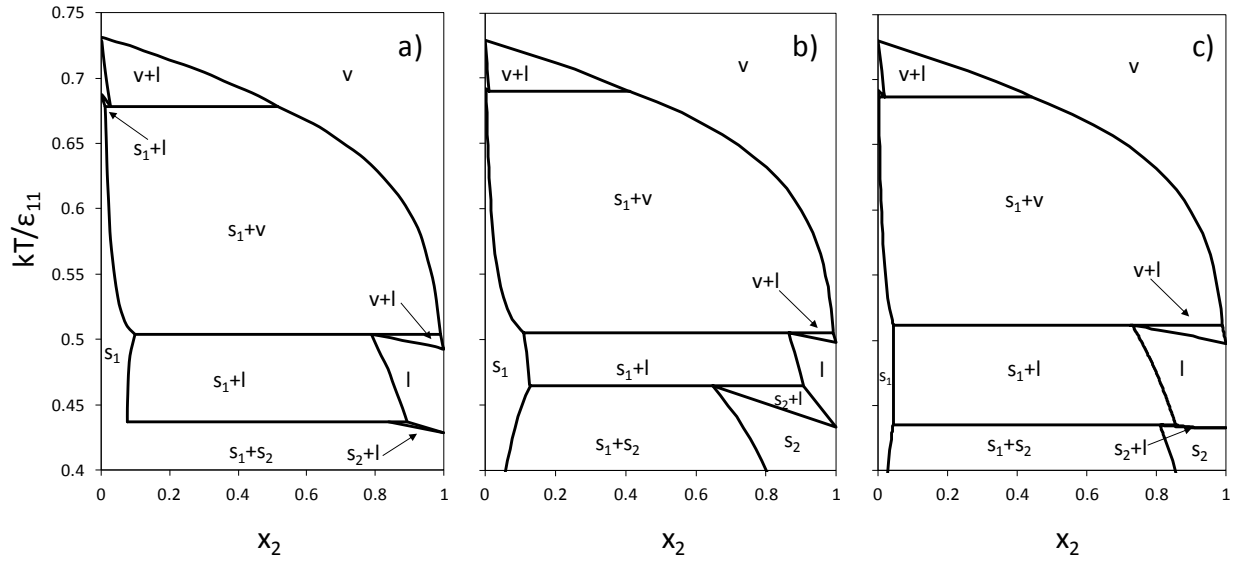 0.75
0.7
0.65
0.6
0.55
0.5
0.45
0.4
kT/ε₁₁
a)
v+l
v
s₁+l
s₁+v
v+l
s₁
s₁+l
l
s₁+s₂
s₂+l
0 0.2 0.4 0.6 0.8 1
x₂
b)
v+l
v
s₁+v
v+l
s₁
s₁+l
l
s₂+l
s₁+s₂
s₂
0 0.2 0.4 0.6 0.8 1
x₂
c)
v+l
v
s₁+v
v+l
s₁
s₁+l
l
s₁+s₂
s₂+l
s₂
0 0.2 0.4 0.6 0.8 1
x₂